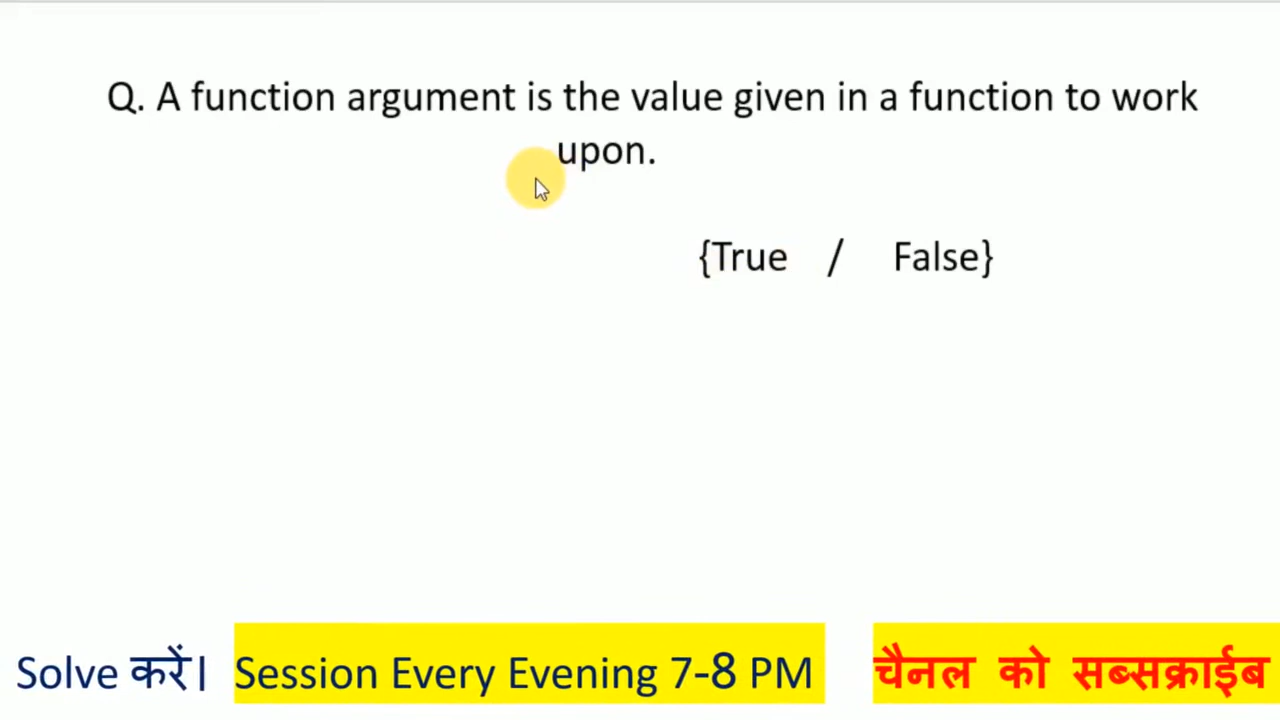 Q. A function argument is the value given in a function to work
upon.
{True / False}
Solve करें। Session Every Evening 7-8 PM चैनल को सब्सक्राईब